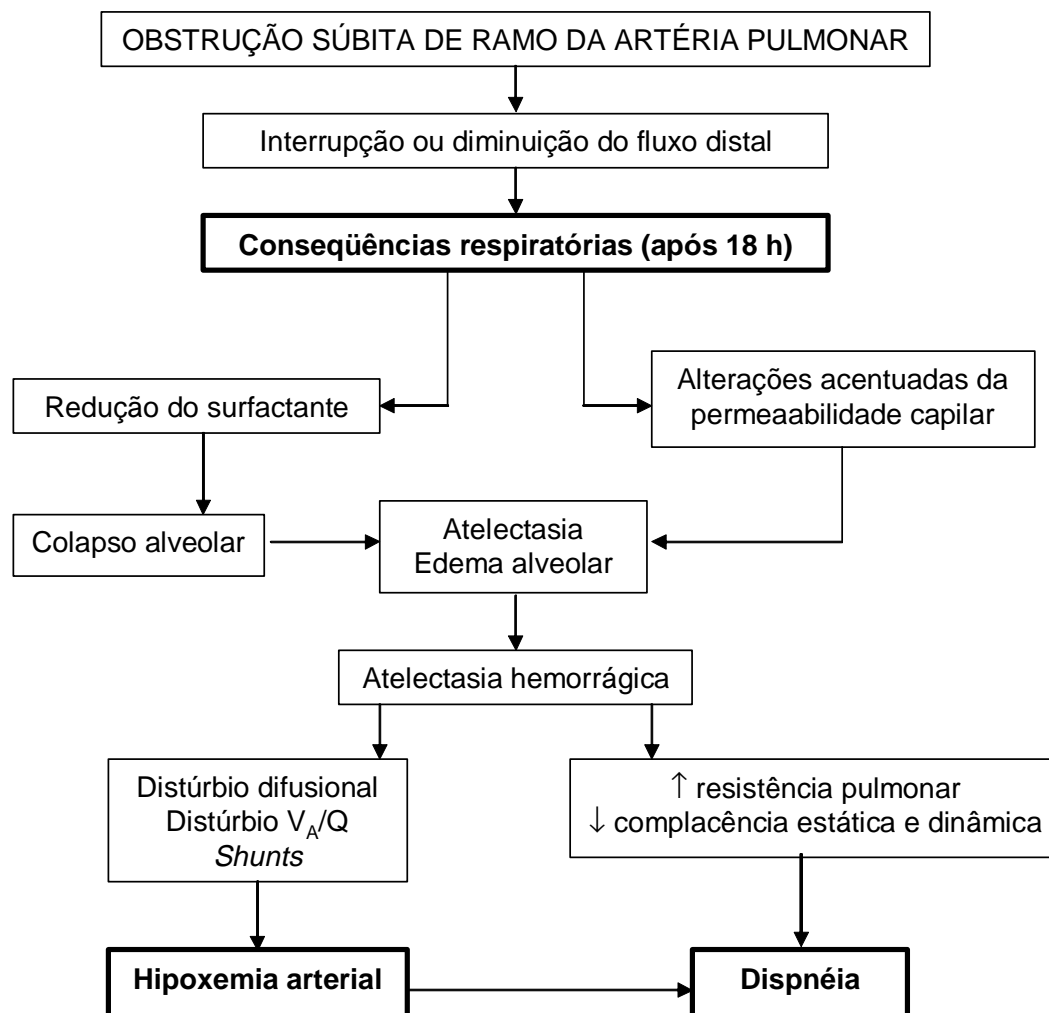 OBSTRUÇÃO SÚBITA DE RAMO DA ARTÉRIA PULMONAR
Interrupção ou diminuição do fluxo distal
Conseqüências respiratórias (após 18 h)
Redução do surfactante
Alterações acentuadas da
permeaabilidade capilar
Colapso alveolar
Atelectasia
Edema alveolar
Atelectasia hemorrágica
Distúrbio difusional
Distúrbio VA/Q
Shunts
↑ resistência pulmonar
↓ complacência estática e dinâmica
Hipoxemia arterial
Dispnéia